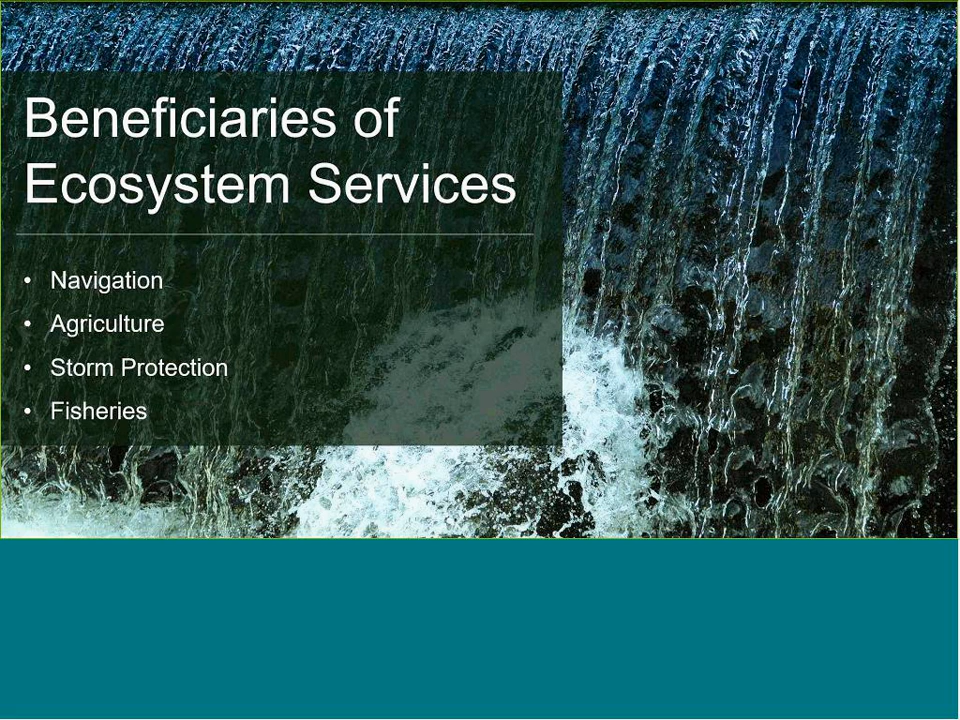 Beneficiaries of
Ecosystem Services
• Navigation
• Agriculture
• Storm Protection
• Fisheries